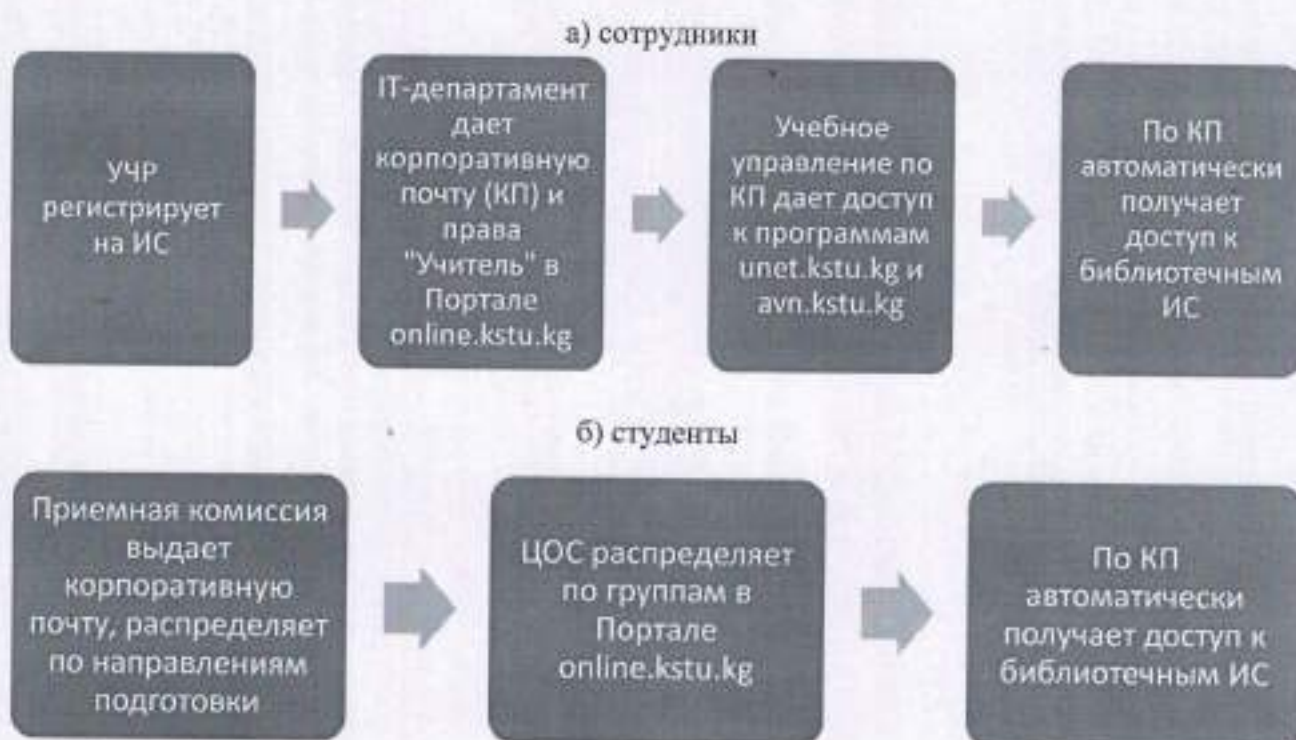 а) сотрудники
УЧР
регистрирует
на ИС
IT-департамент
дает
корпоративную
почту (КП) и
права
"Учитель" в
Портале
online.kstu.kg
Учебное
управление по
КП дает доступ
к программам
unet.kstu.kg и
avn.kstu.kg
По КП
автоматически
получает
доступ к
библиотечным
ИС
б) студенты
Приемная комиссия
выдает
корпоративную
почту, распределяет
по направлениям
подготовки
ЦОС распределяет
по группам в
Портале
online.kstu.kg
По КП
автоматически
получает доступ к
библиотечным ИС